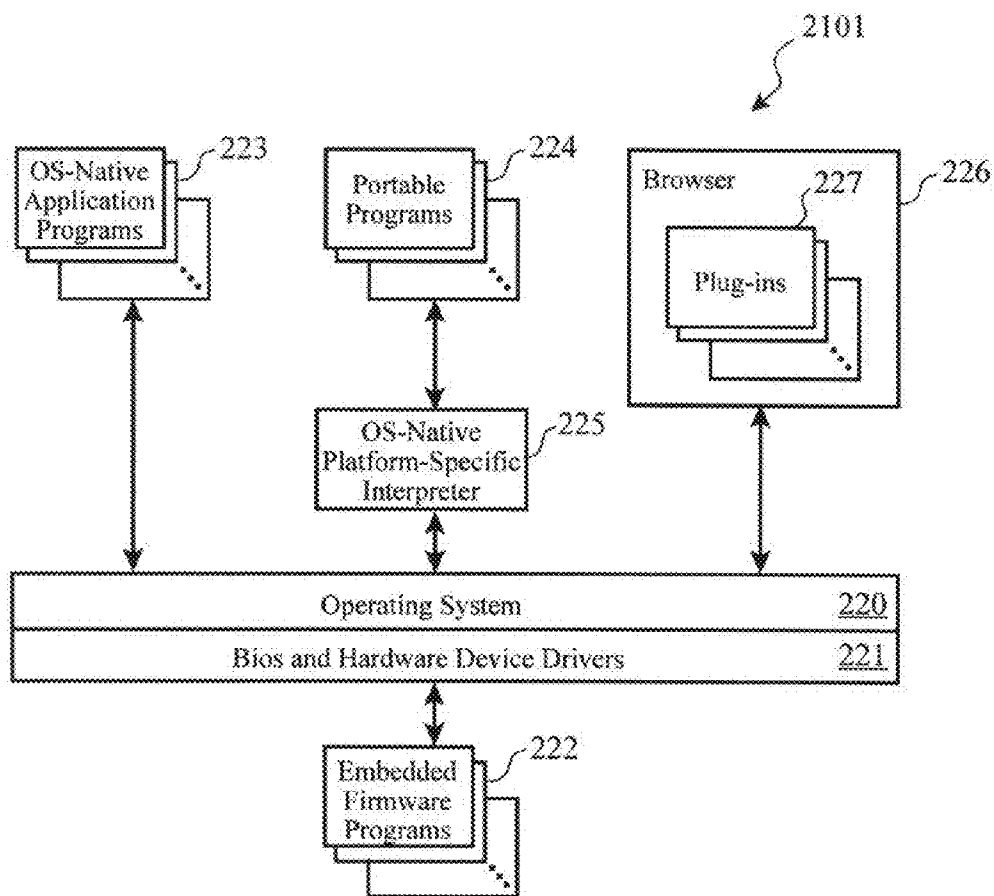 2101
OS-Native
Application
Programs
223
Portable
Programs
224
Browser
227
226
Plug-ins
OS-Native
Platform-Specific
Interpreter
225
Operating System 220
Bios and Hardware Device Drivers 221
Embedded
Firmware
Programs
222